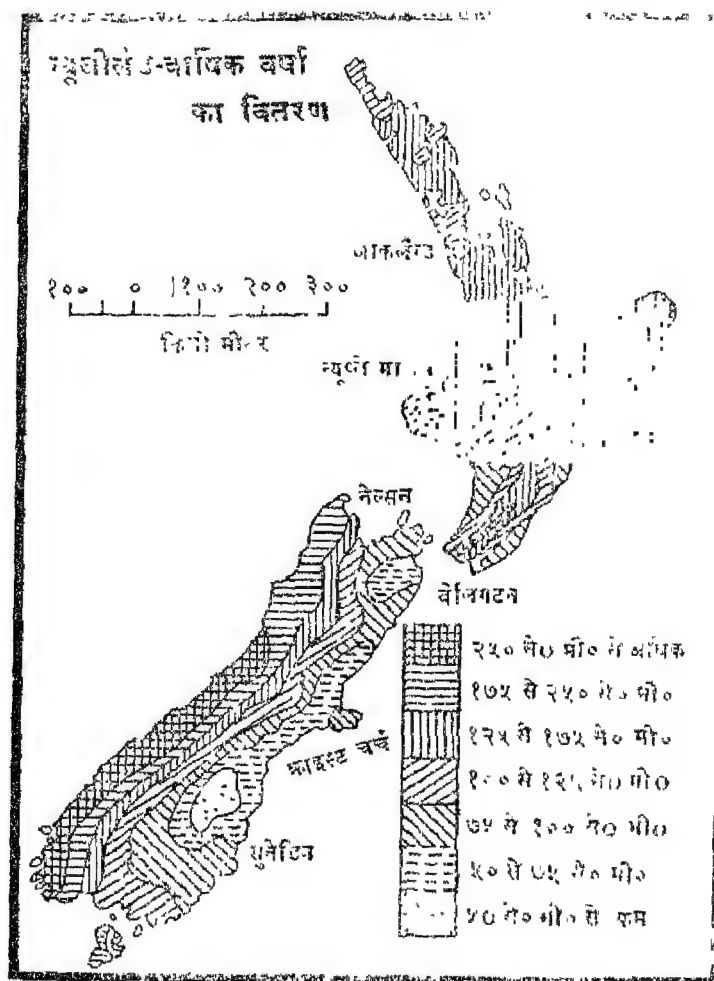 न्यूजीलैंड-वार्षिक वर्षा
का वितरण
आकलैंड
१०० ० १०० २०० ३००
किलो मीटर
नेल्सन
वेलिंगटन
क्राइस्ट चर्च
२५० से० मी० से अधिक
१७५ से २५० से० मी०
१२५ से १७५ से० मी०
१०० से १२५ से० मी०
७५ से १०० से० मी०
५० से ७५ से० मी०
५० से० मी० से कम